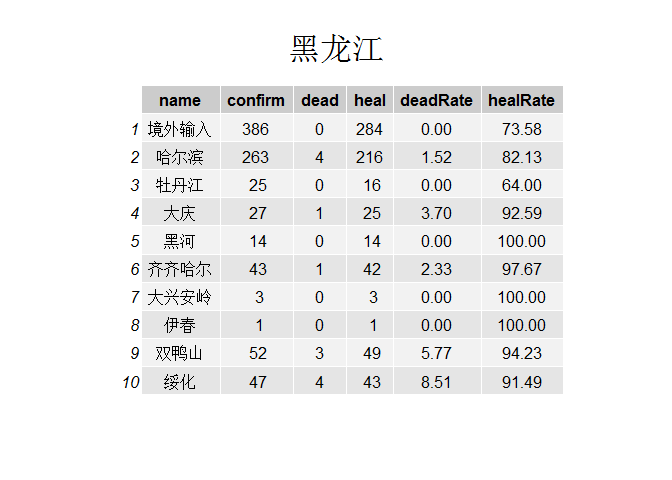 黑龙江
name confirm dead heal deadRate healRate
1 境外输入 386 0 284 0.00 73.58
2 哈尔滨 263 4 216 1.52 82.13
3 牡丹江 25 0 16 0.00 64.00
4 大庆 27 1 25 3.70 92.59
5 黑河 14 0 14 0.00 100.00
6 齐齐哈尔 43 1 42 2.33 97.67
7 大兴安岭 3 0 3 0.00 100.00
8 伊春 1 0 1 0.00 100.00
9 双鸭山 52 3 49 5.77 94.23
10 绥化 47 4 43 8.51 91.49